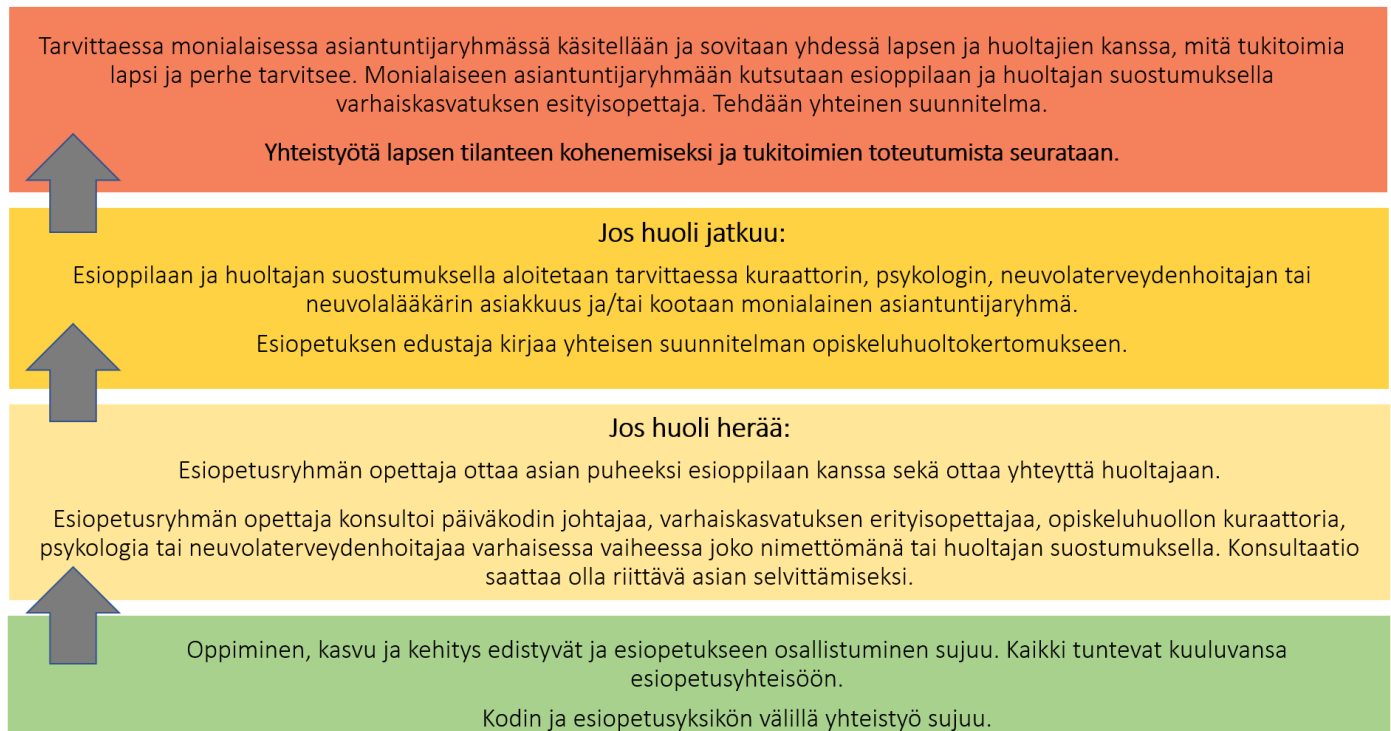 Tarvittaessa monialaisessa asiantuntijaryhmässä käsitellään ja sovitaan yhdessä lapsen ja huoltajien kanssa, mitä tukitoimia
lapsi ja perhe tarvitsee. Monialaiseen asiantuntijaryhmään kutsutaan esioppilaan ja huoltajan suostumuksella
varhaiskasvatuksen esityisopettaja. Tehdään yhteinen suunnitelma.
Yhteistyötä lapsen tilanteen kohenemiseksi ja tukitoimien toteutumista seurataan.
Jos huoli jatkuu:
Esioppilaan ja huoltajan suostumuksella aloitetaan tarvittaessa kuraattorin, psykologin, neuvolaterveydenhoitajan tai
neuvolalääkärin asiakkuus ja/tai kootaan monialainen asiantuntijaryhmä.
Esiopetuksen edustaja kirjaa yhteisen suunnitelman opiskeluhuoltokertomukseen.
Jos huoli herää:
Esiopetusryhmän opettaja ottaa asian puheeksi esioppilaan kanssa sekä ottaa yhteyttä huoltajaan.
Esiopetusryhmän opettaja konsultoi päiväkodin johtajaa, varhaiskasvatuksen erityisopettajaa, opiskeluhuollon kuraattoria,
psykologia tai neuvolaterveydenhoitajaa varhaisessa vaiheessa joko nimettömänä tai huoltajan suostumuksella. Konsultaatio
saattaa olla riittävä asian selvittämiseksi.
Oppiminen, kasvu ja kehitys edistyvät ja esiopetukseen osallistuminen sujuu. Kaikki tuntevat kuuluvansa
esiopetusyhteisöön.
Kodin ja esiopetusyksikön välillä yhteistyö sujuu.